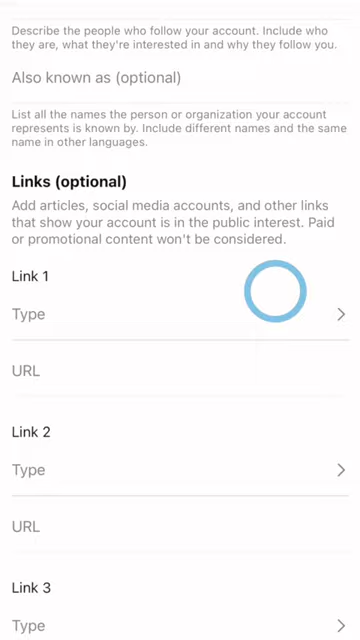 Describe the people who follow your account. Include who
they are, what they're interested in and why they follow you.
Also known as (optional)
List all the names the person or organization your account
represents is known by. Include different names and the same
name in other languages.
Links (optional)
Add articles, social media accounts, and other links
that show your account is in the public interest. Paid
or promotional content won't be considered.
Link 1
Type
URL
Link 2
Type
URL
Link 3
Type